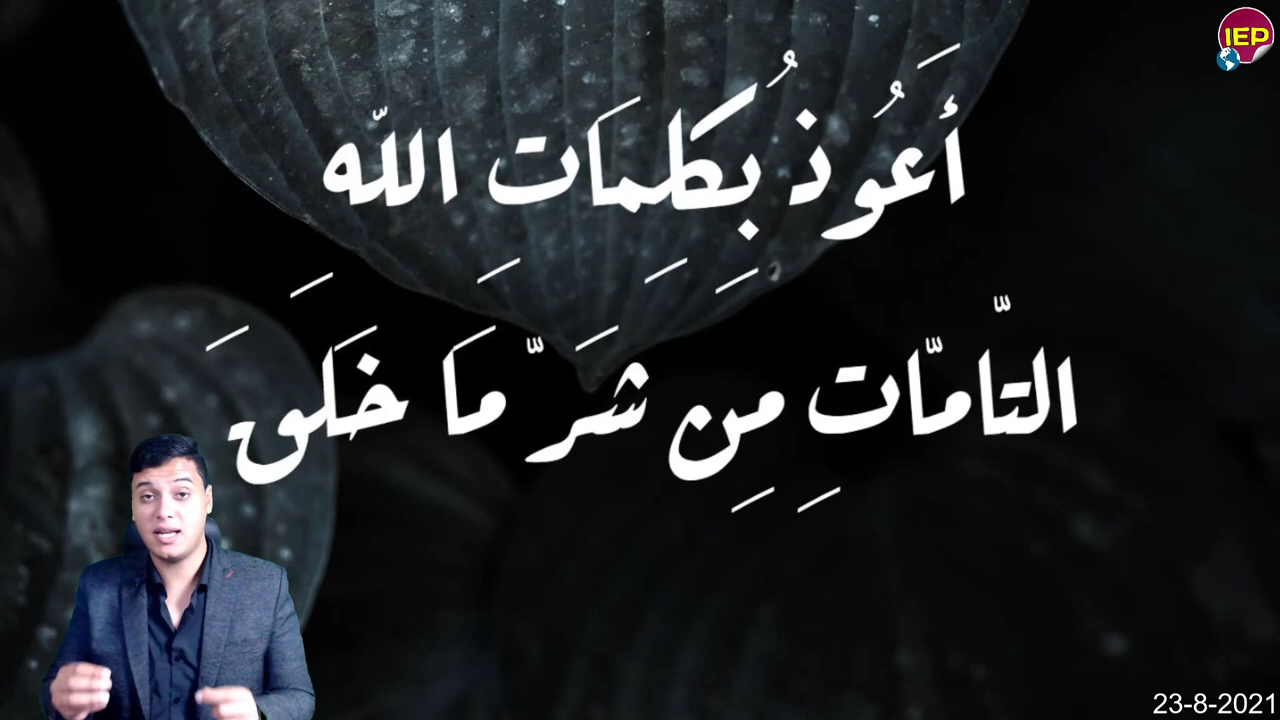 IEP
أَعُوذُ بِكَلِمَاتِ اللّه
التّامّاتِ مِن شَرّ مَا خَلَقَ
23-8-2021